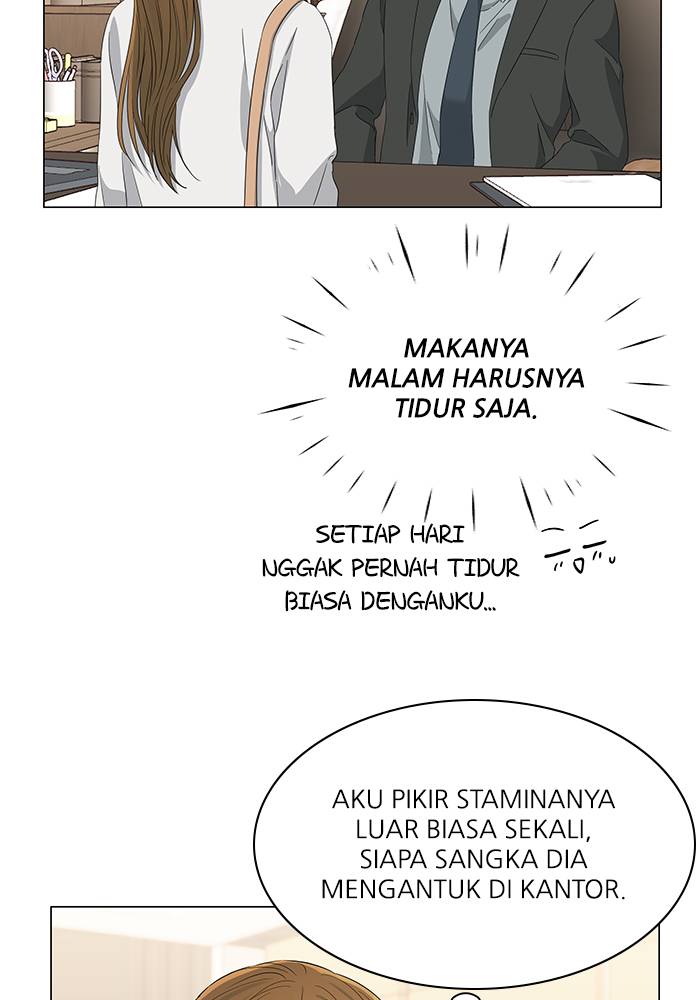 MAKANYA
MALAM HARUSNYA
TIDUR SAJA.
SETIAP HARI
NGGAK PERNAH TIDUR
BIASA DENGANKU...
AKU PIKIR STAMINANYA
LUAR BIASA SEKALI,
SIAPA SANGKA DIA
MENGANTUK DI KANTOR.